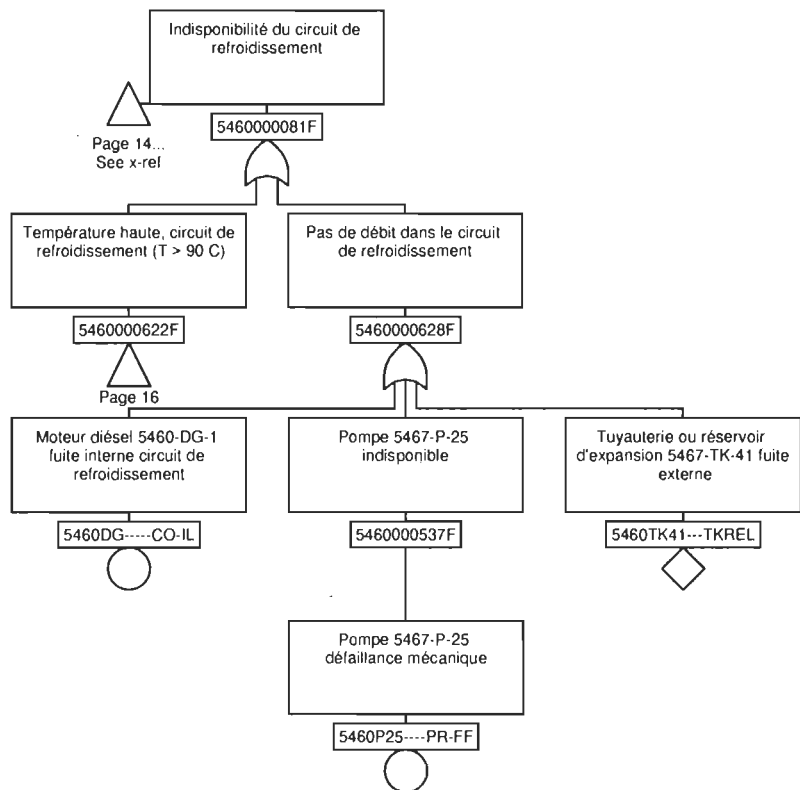 Indisponibilité du circuit de
refroidissement
Page 14...
See x-ref
5460000081F
Température haute, circuit de
refroidissement (T > 90 C)
Pas de débit dans le circuit
de refroidissement
5460000622F
5460000628F
Page 16
Moteur diésel 5460-DG-1
fuite interne circuit de
refroidissement
Pompe 5467-P-25
indisponible
Tuyauterie ou réservoir
d'expansion 5467-TK-41 fuite
externe
5460DG-----CO-IL
5460000537F
5460TK41---TKREL
Pompe 5467-P-25
défaillance mécanique
5460P25----PR-FF